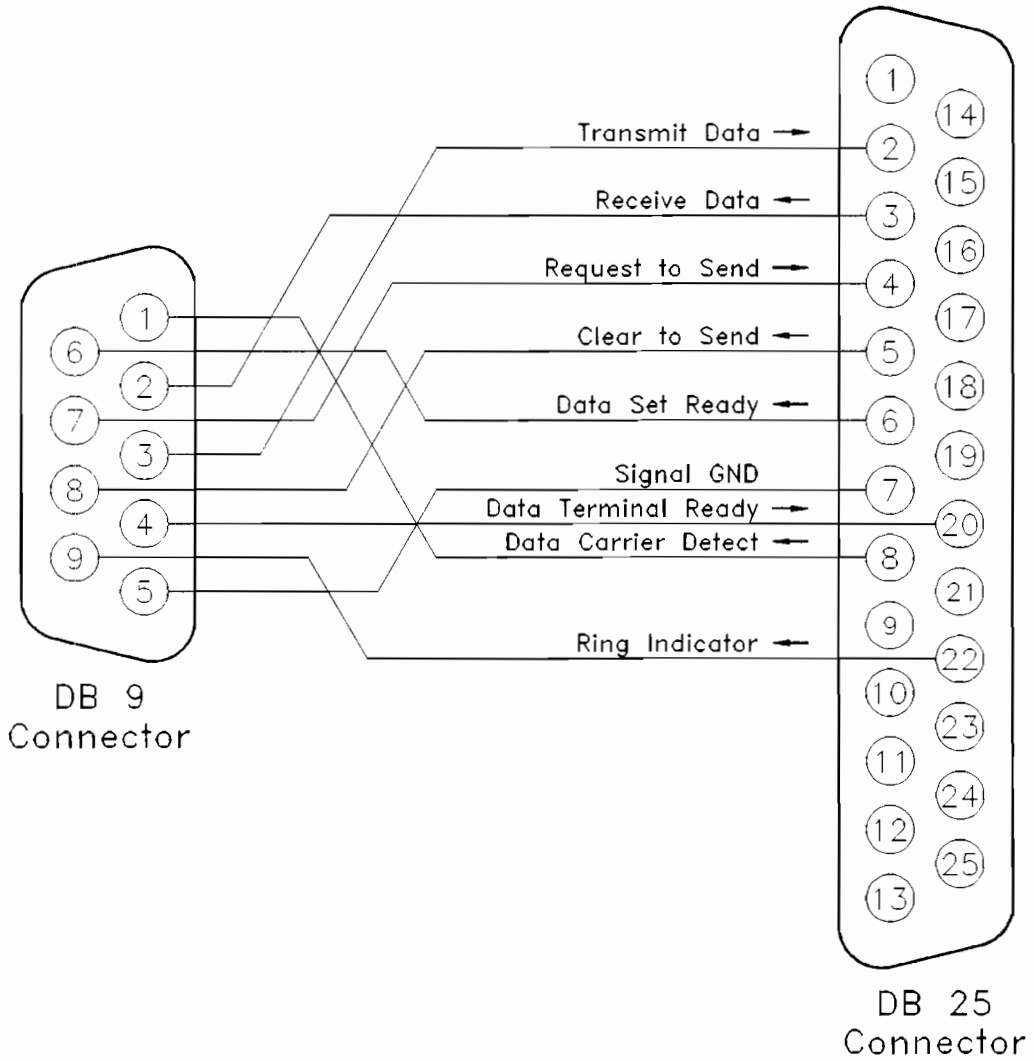 1
14
Transmit Data →
2
15
Receive Data ←
3
16
Request to Send →
4
1
17
6
Clear to Send ←
5
2
18
Data Set Ready ←
6
7
3
19
Signal GND
7
8
4
Data Terminal Ready →
20
9
Data Carrier Detect ←
8
5
21
9
Ring Indicator ←
22
10
DB 9
Connector
23
11
24
12
25
13
DB 25
Connector